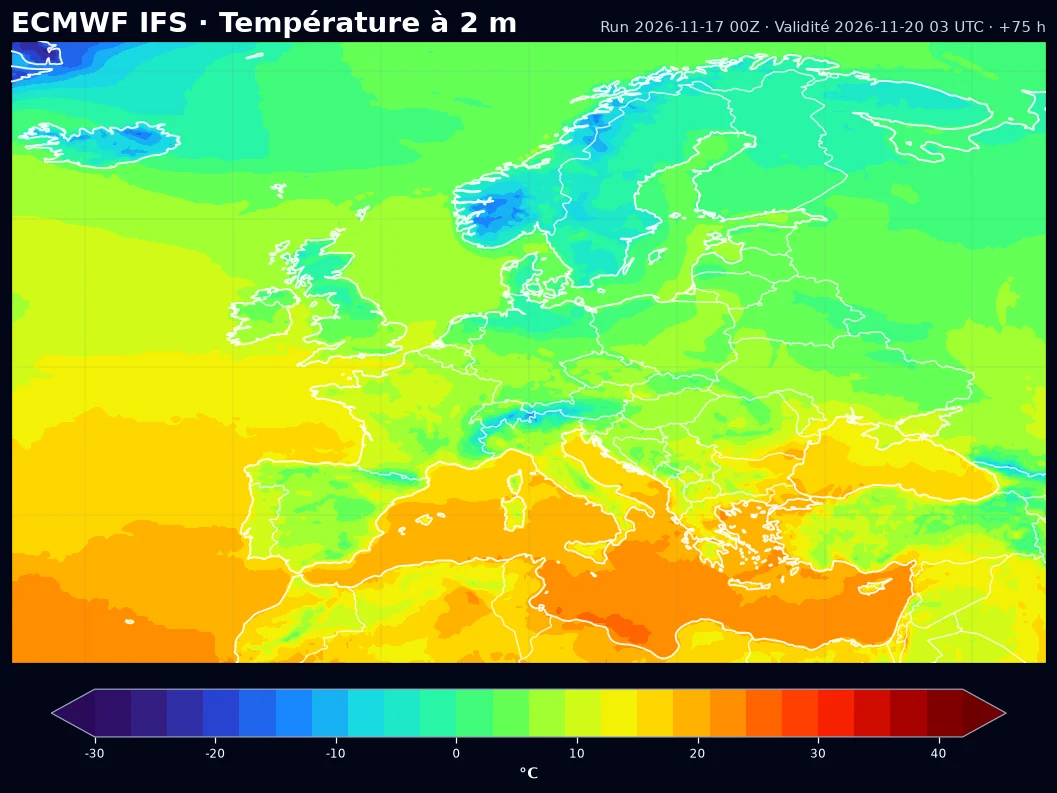 ECMWF IFS · Température à 2 m
Run 2026-11-17 00Z · Validité 2026-11-20 03 UTC · +75 h
-30 -20 -10 0 10 20 30 40
°C